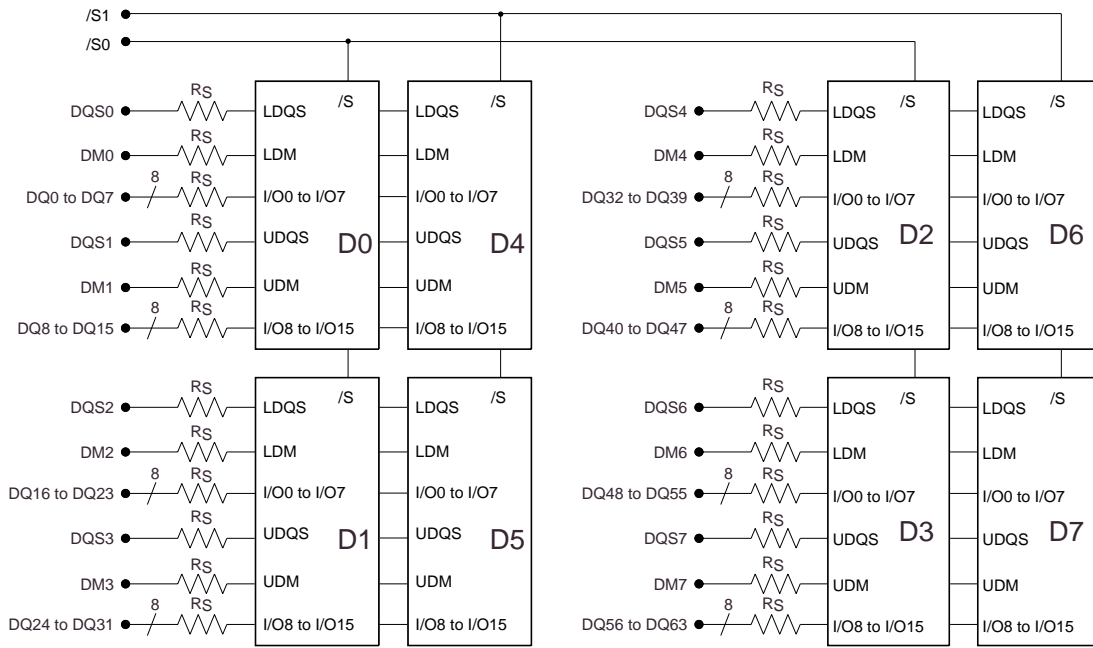 /S1
/S0
/S
/S
/S
/S
DQS0
RS
LDQS
LDQS
DM0
RS
LDM
LDM
DQ0 to DQ7
8
RS
I/O0 to I/O7
I/O0 to I/O7
DQS1
RS
UDQS
D0
UDQS
D4
DM1
RS
UDM
UDM
DQ8 to DQ15
8
RS
I/O8 to I/O15
I/O8 to I/O15
DQS4
RS
LDQS
LDQS
DM4
RS
LDM
LDM
DQ32 to DQ39
8
RS
I/O0 to I/O7
I/O0 to I/O7
DQS5
RS
UDQS
D2
UDQS
D6
DM5
RS
UDM
UDM
DQ40 to DQ47
8
RS
I/O8 to I/O15
I/O8 to I/O15
/S
/S
/S
/S
DQS2
RS
LDQS
LDQS
DM2
RS
LDM
LDM
DQ16 to DQ23
8
RS
I/O0 to I/O7
I/O0 to I/O7
DQS3
RS
UDQS
D1
UDQS
D5
DM3
RS
UDM
UDM
DQ24 to DQ31
8
RS
I/O8 to I/O15
I/O8 to I/O15
DQS6
RS
LDQS
LDQS
DM6
RS
LDM
LDM
DQ48 to DQ55
8
RS
I/O0 to I/O7
I/O0 to I/O7
DQS7
RS
UDQS
D3
UDQS
D7
DM7
RS
UDM
UDM
DQ56 to DQ63
8
RS
I/O8 to I/O15
I/O8 to I/O15